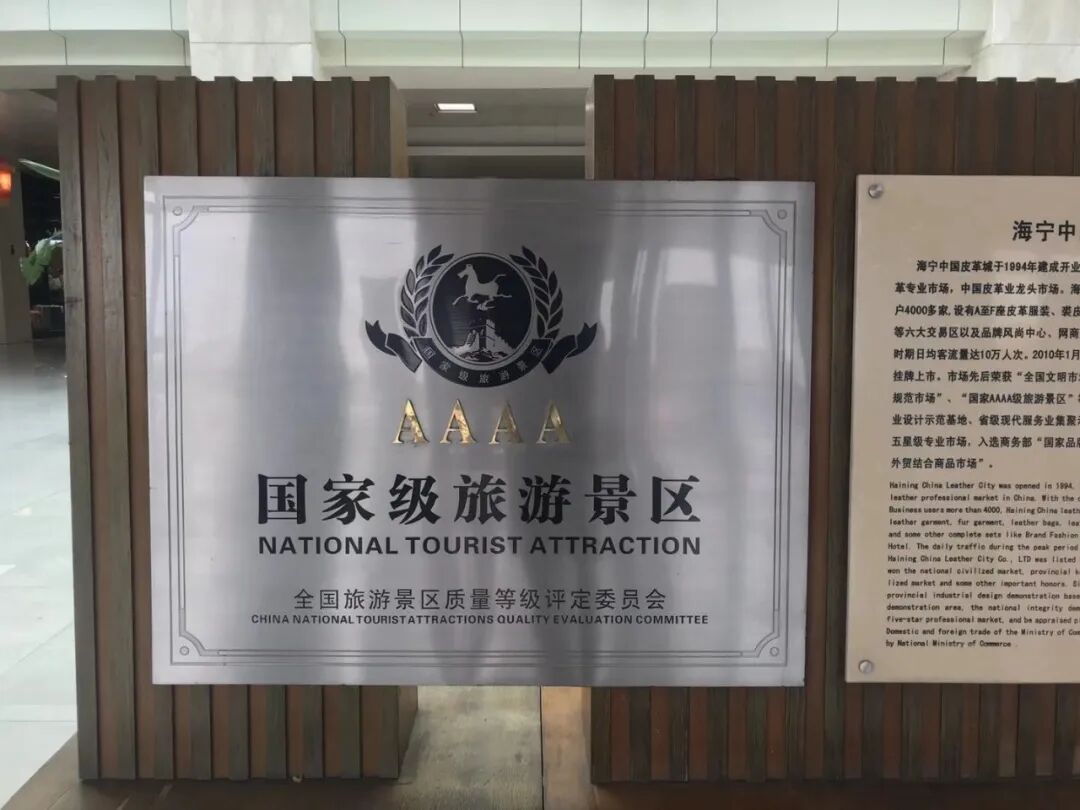 国家级旅游景区
AAAA
国家级旅游景区
NATIONAL TOURIST ATTRACTION
全国旅游景区质量等级评定委员会
CHINA NATIONAL TOURIST ATTRACTIONS QUALITY EVALUATION COMMITTEE
海宁中
海宁中国皮革城于1994年建成开业
革专业市场，中国皮革业龙头市场。海
户4000多家,设有A至F座皮革服装、裘皮
等六大交易区以及品牌风尚中心、网商
时期日均客流量达10万人次。2010年1月
挂牌上市。市场先后荣获“全国文明市场
规范市场”、“国家AAAA级旅游景区”
业设计示范基地、省级现代服务业集聚示
五星级专业市场，入选商务部“国家品牌
外贸结合商品市场”。
Haining China Leather City was opened in 1994.
leather professional market in China. With the
Business users more than 4000, Haining China leath
leather garment, fur garment, leather bags, lea
and some other complete sets like Brand Fashion
Hotel. The daily traffic during the peak period
Haining China Leather City Co., LTD was listed
won the national civilized market, provincial
lized market and some other important honors.
provincial industrial design demonstration base
demonstration area, the national integrity dem
five-star professional market, and be appraised
Domestic and foreign trade of the Ministry of Com
by National Ministry of Commerce .